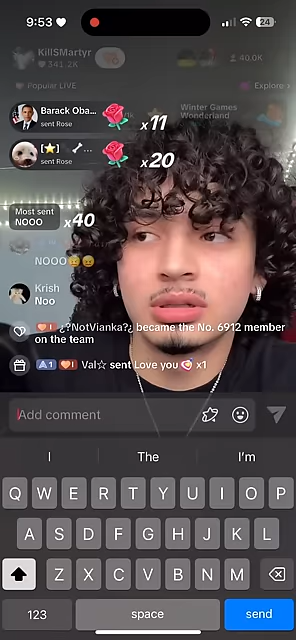 9:53
24
KillSMartyr
341.2K
40.0K
Popular LIVE
Explore >
Barack Oba...
sent Rose
x11
Winter Games
Wonderland
[⭐] 🦴...
sent Rose
x20
Most sent
NOOO
x40
NOOO😠😠
Krish
Noo
¿?NotVianka?¿ became the No. 6912 member
on the team
A 1 I Val☆ sent Love you x1
Add comment
I The I'm
Q W E R T Y U I O P
A S D F G H J K L
Z X C V B N M
123 space send